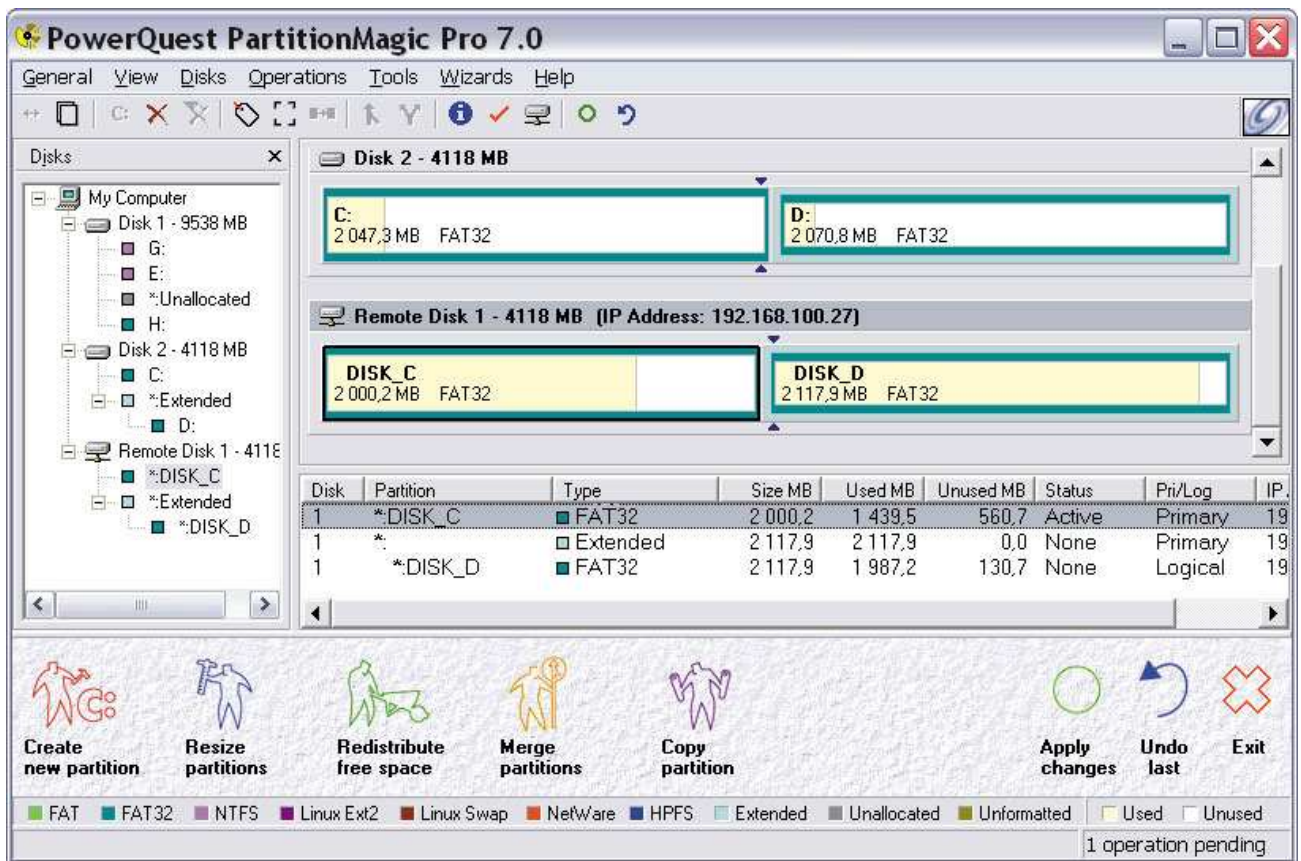 PowerQuest PartitionMagic Pro 7.0
General View Disks Operations Tools Wizards Help
C:
Disks
My Computer
Disk 1 - 9538 MB
G:
E:
*:Unallocated
H:
Disk 2 - 4118 MB
C:
*:Extended
D:
Remote Disk 1 - 4118
*:DISK_C
*:Extended
*:DISK_D
Disk 2 - 4118 MB
C:
2 047,3 MB FAT32
D:
2 070,8 MB FAT32
Remote Disk 1 - 4118 MB (IP Address: 192.168.100.27)
DISK_C
2 000,2 MB FAT32
DISK_D
2 117,9 MB FAT32
Disk Partition Type Size MB Used MB Unused MB Status Pri/Log IP
1 *:DISK_C FAT32 2 000,2 1 439,5 560,7 Active Primary 19
1 *: Extended 2 117,9 2 117,9 0,0 None Primary 19
1 *:DISK_D FAT32 2 117,9 1 987,2 130,7 None Logical 19
C:
Create new partition
Resize partitions
Redistribute free space
Merge partitions
Copy partition
Apply changes
Undo last
Exit
FAT FAT32 NTFS Linux Ext2 Linux Swap NetWare HPFS Extended Unallocated Unformatted Used Unused
1 operation pending